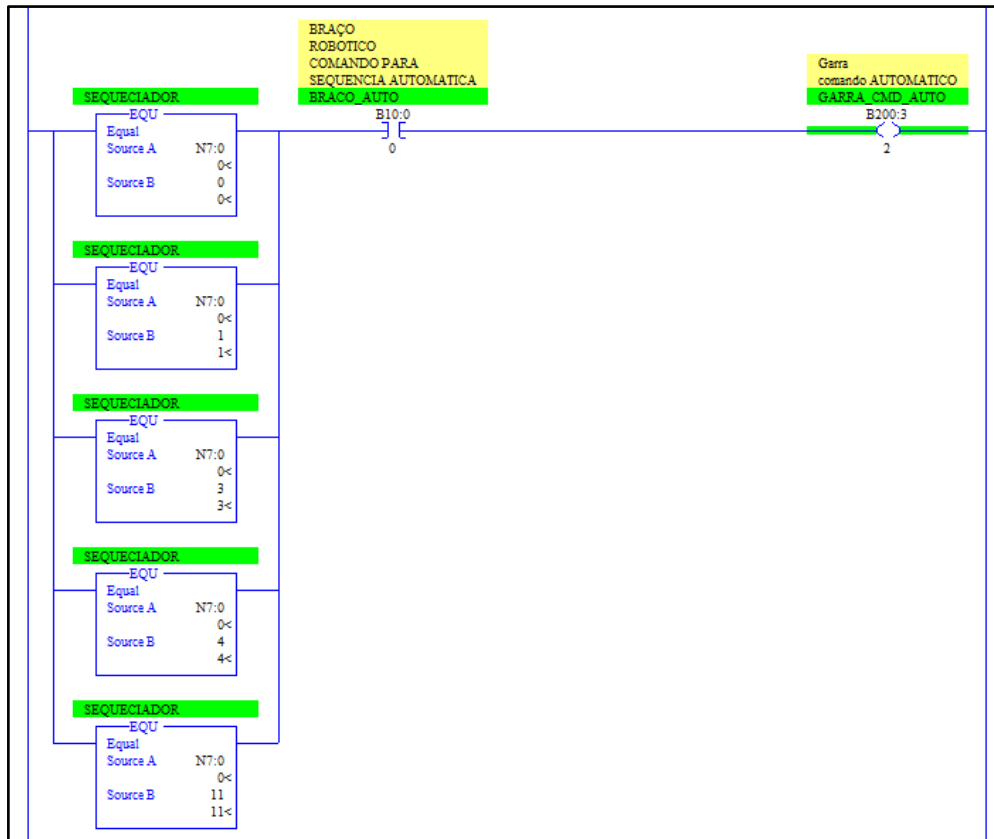 BRAÇO
ROBOTICO
COMANDO PARA
SEQUENCIA AUTOMATICA
BRACO_AUTO
B10:0
0
Garra
comando AUTOMATICO
GARRA_CMD_AUTO
B200:3
2
SEQUECIADOR
EQU
Equal
Source A N7:0
0<
Source B 0
0<
SEQUECIADOR
EQU
Equal
Source A N7:0
0<
Source B 1
1<
SEQUECIADOR
EQU
Equal
Source A N7:0
0<
Source B 3
3<
SEQUECIADOR
EQU
Equal
Source A N7:0
0<
Source B 4
4<
SEQUECIADOR
EQU
Equal
Source A N7:0
0<
Source B 11
11<